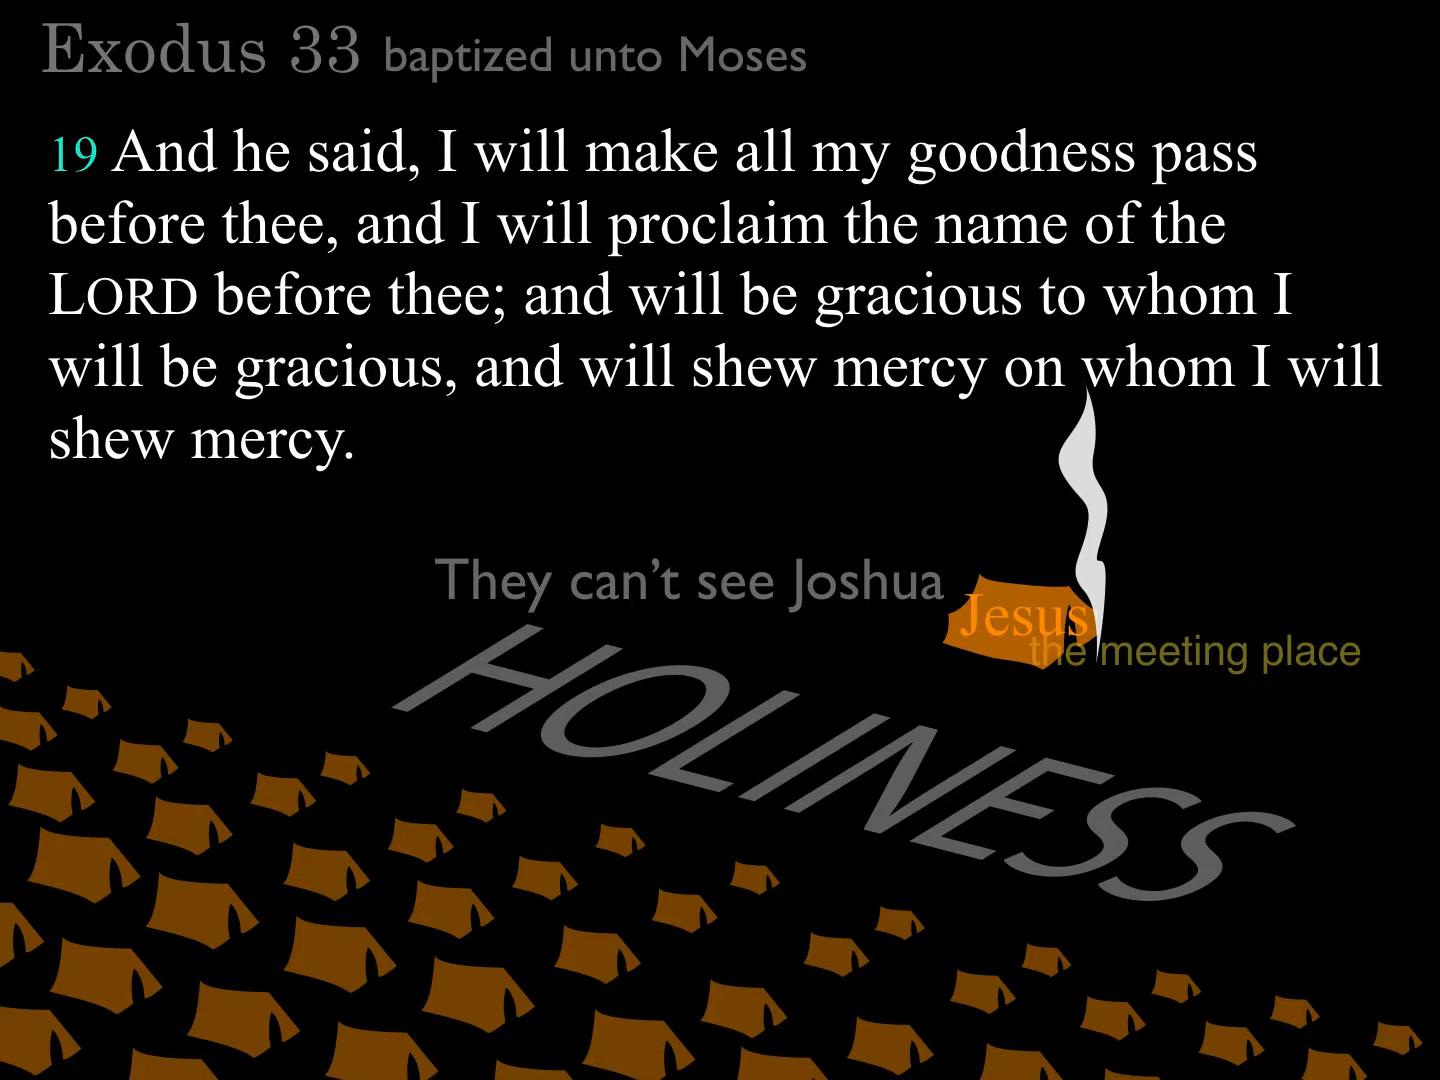 Exodus 33 baptized unto Moses
19 And he said, I will make all my goodness pass
before thee, and I will proclaim the name of the
LORD before thee; and will be gracious to whom I
will be gracious, and will shew mercy on whom I will
shew mercy.
They can’t see Joshua
Jesus
the meeting place
HOLINESS